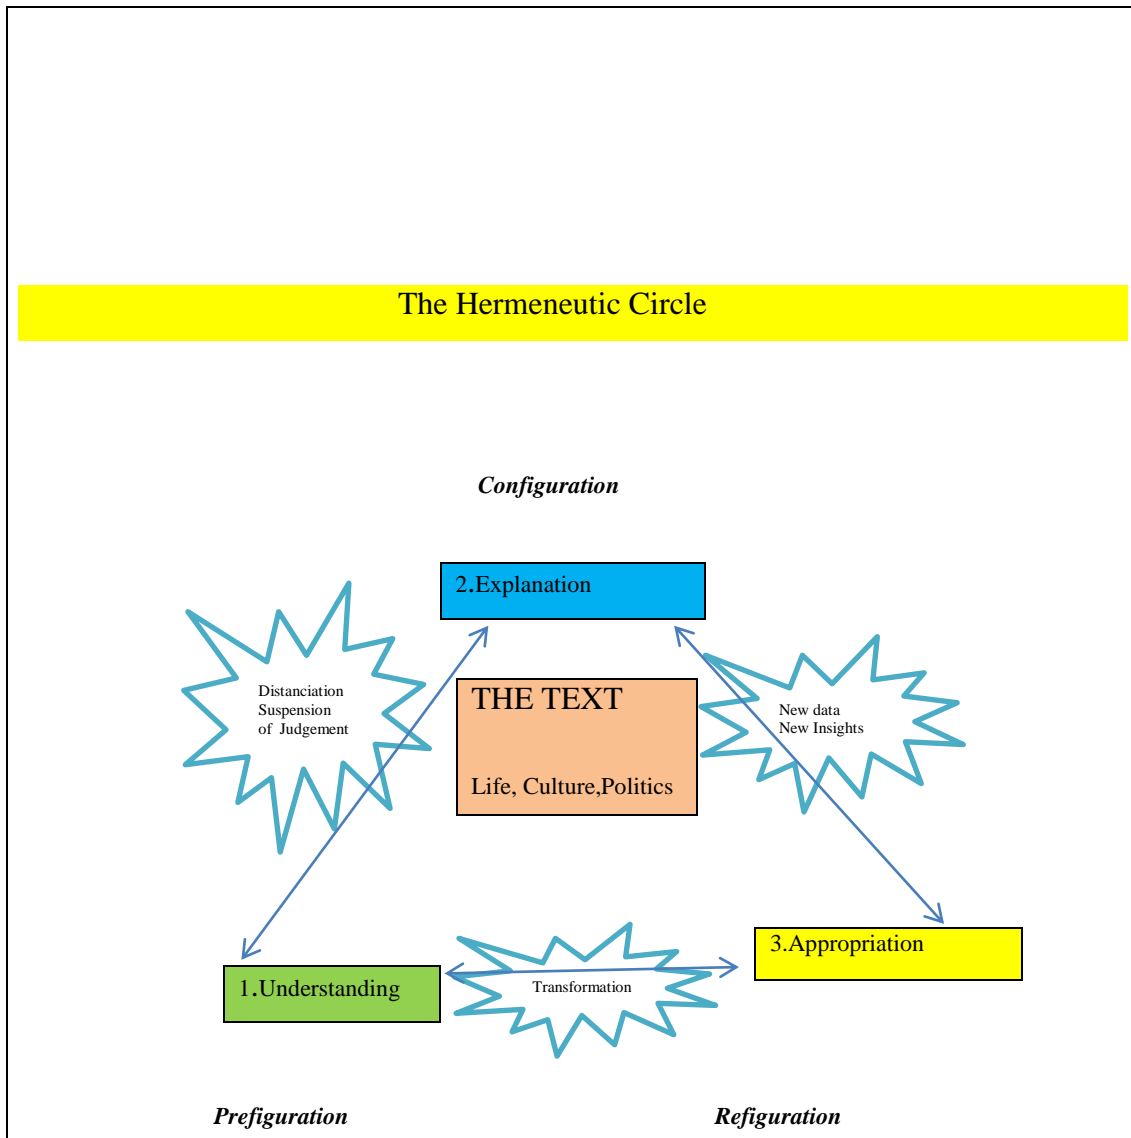 The Hermeneutic Circle
Configuration
2.Explanation
Distanciation
Suspension
of Judgement
THE TEXT
Life, Culture,Politics
New data
New Insights
3.Appropriation
1.Understanding
Transformation
Prefiguration
Refiguration